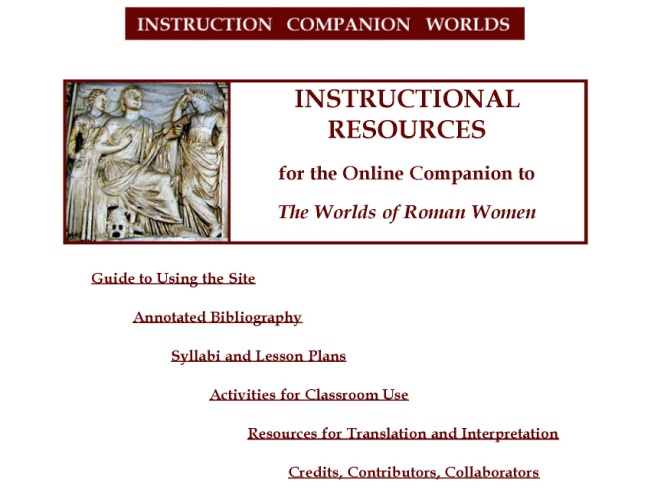 INSTRUCTION COMPANION WORLDS
INSTRUCTIONAL
RESOURCES
for the Online Companion to
The Worlds of Roman Women
Guide to Using the Site
Annotated Bibliography
Syllabi and Lesson Plans
Activities for Classroom Use
Resources for Translation and Interpretation
Credits, Contributors, Collaborators